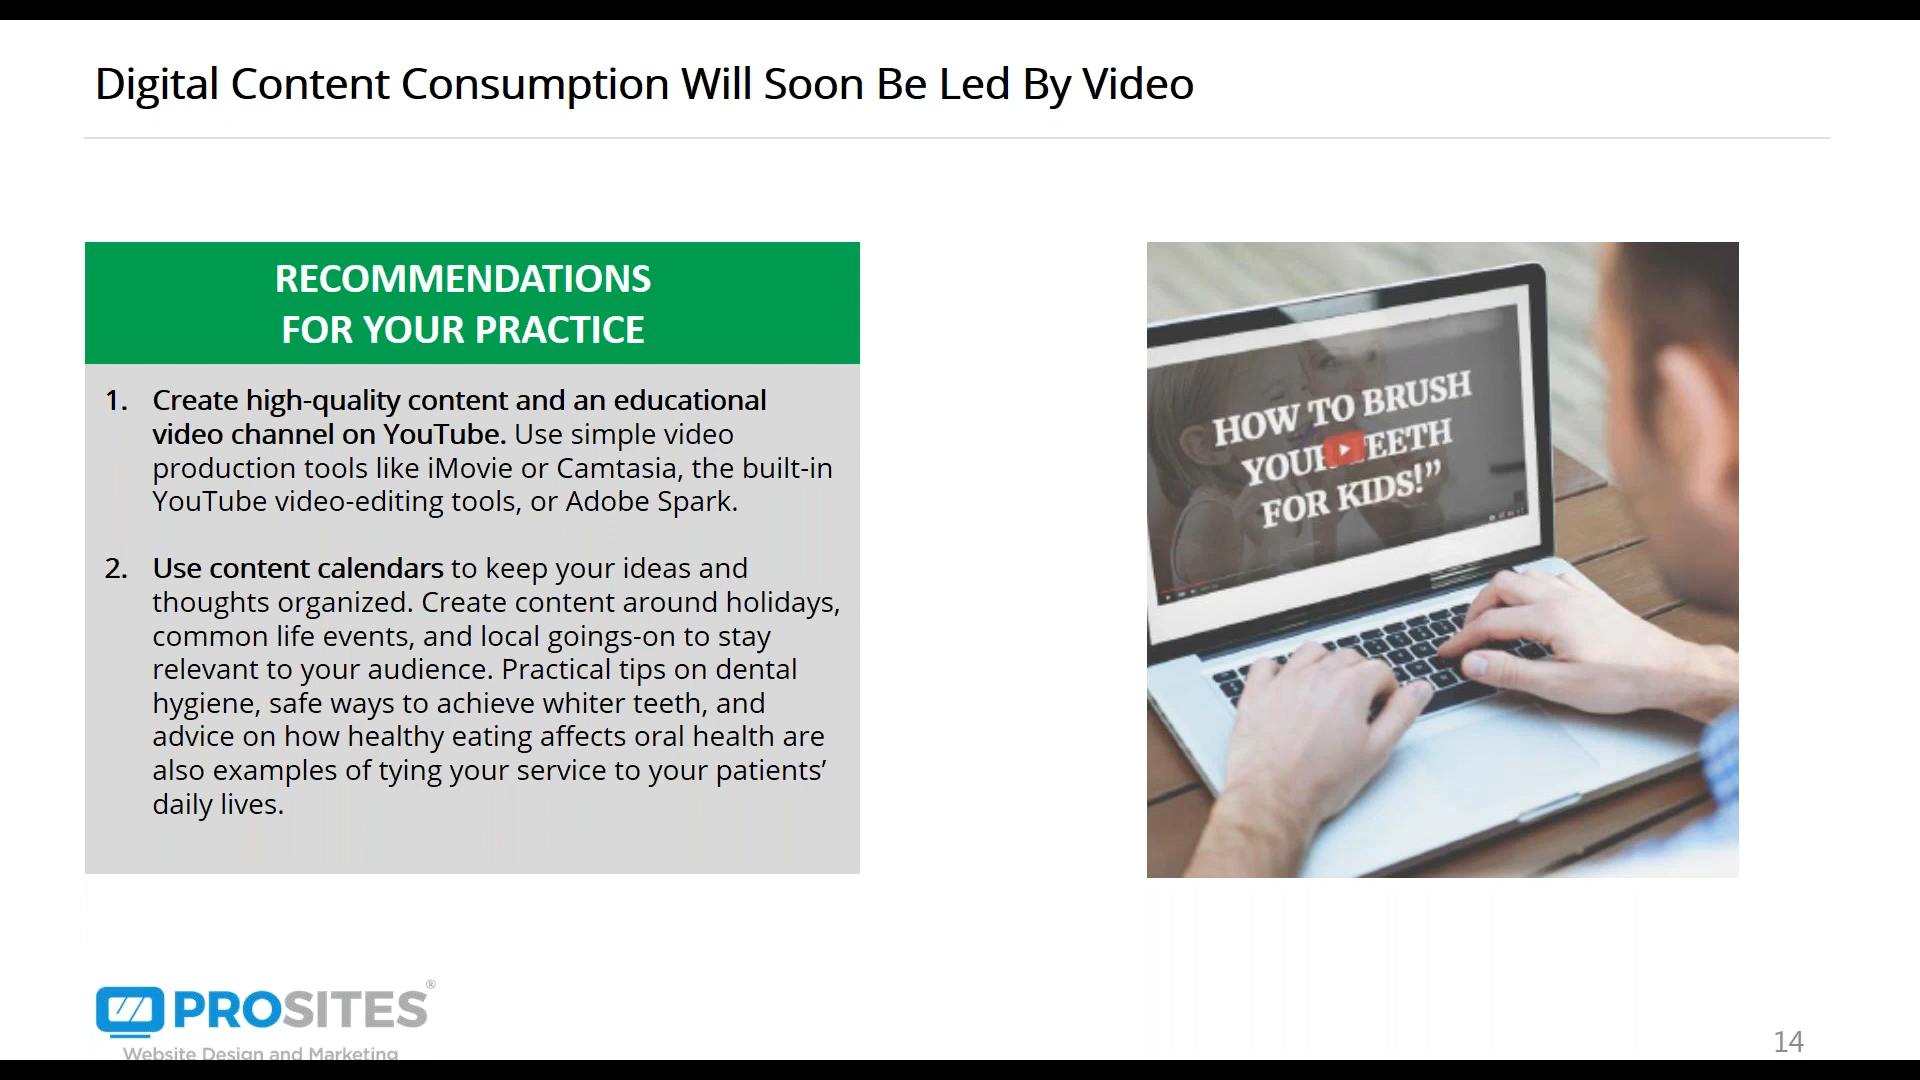 Digital Content Consumption Will Soon Be Led By Video
RECOMMENDATIONS
FOR YOUR PRACTICE
1. Create high-quality content and an educational
video channel on YouTube. Use simple video
production tools like iMovie or Camtasia, the built-in
YouTube video-editing tools, or Adobe Spark.
2. Use content calendars to keep your ideas and
thoughts organized. Create content around holidays,
common life events, and local goings-on to stay
relevant to your audience. Practical tips on dental
hygiene, safe ways to achieve whiter teeth, and
advice on how healthy eating affects oral health are
also examples of tying your service to your patients’
daily lives.
HOW TO BRUSH
YOUR TEETH
FOR KIDS!”
PROSITES®
Website Design and Marketing
14